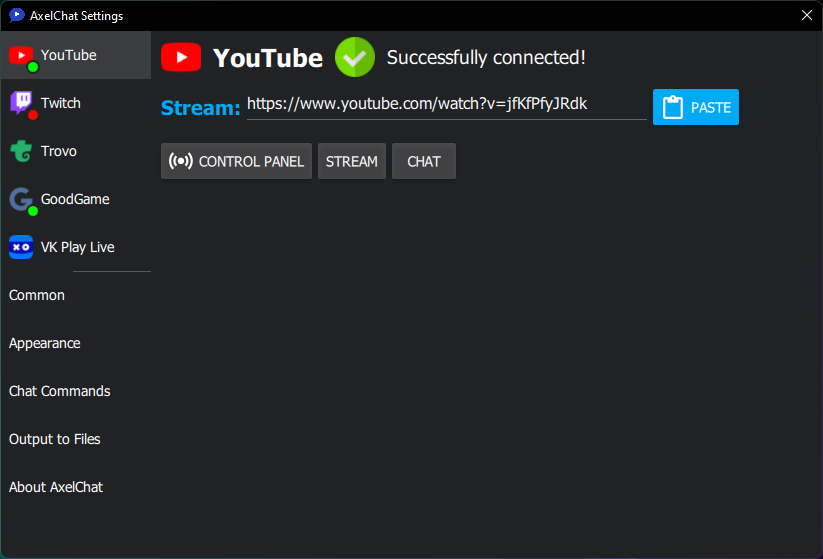 AxelChat Settings
YouTube
Twitch
Trovo
GoodGame
VK Play Live
Common
Appearance
Chat Commands
Output to Files
About AxelChat
YouTube Successfully connected!
Stream: https://www.youtube.com/watch?v=jfKfPfyJRdk PASTE
CONTROL PANEL STREAM CHAT